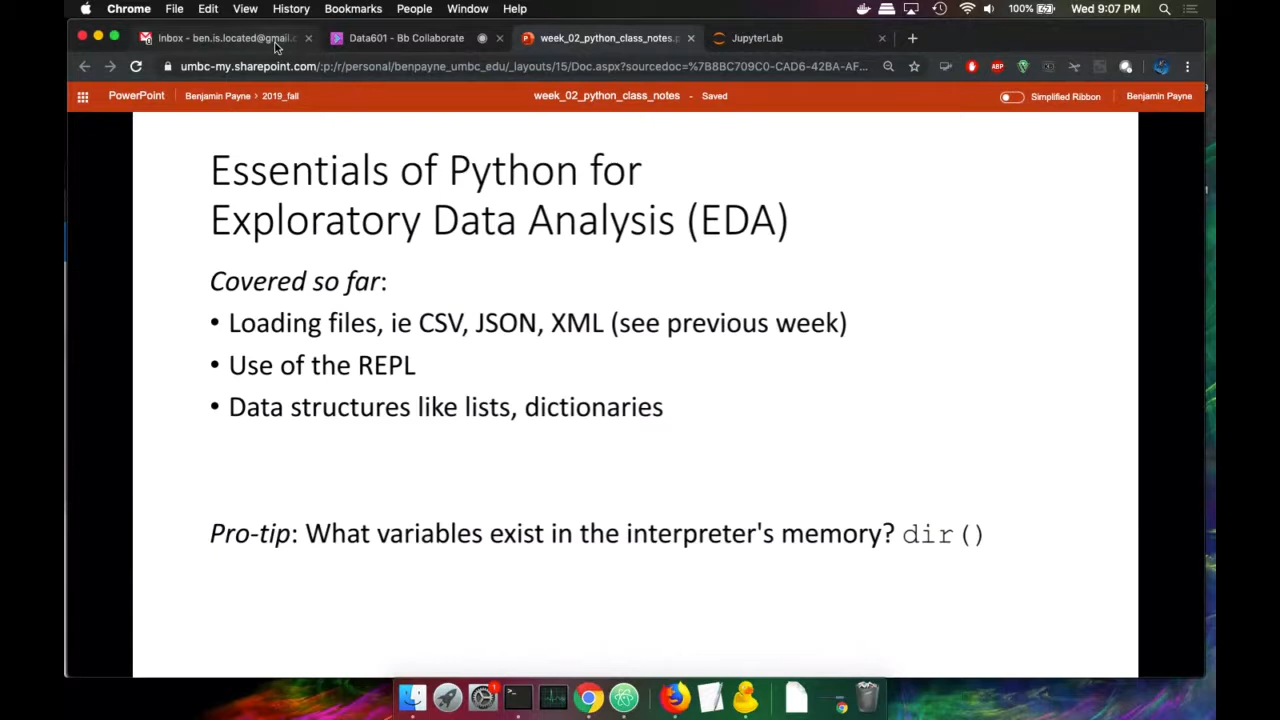 Chrome File Edit View History Bookmarks People Window Help 100% Wed 9:07 PM
Inbox - ben.is.located@gmail.c Data601 - Bb Collaborate week_02_python_class_notes.p JupyterLab
umbc-my.sharepoint.com/:p:/r/personal/benpayne_umbc_edu/_layouts/15/Doc.aspx?sourcedoc=%7B8BC709C0-CAD6-42BA-AF... ABP
PowerPoint Benjamin Payne > 2019_fall week_02_python_class_notes - Saved Simplified Ribbon Benjamin Payne
Essentials of Python for
Exploratory Data Analysis (EDA)
Covered so far:
• Loading files, ie CSV, JSON, XML (see previous week)
• Use of the REPL
• Data structures like lists, dictionaries
Pro-tip: What variables exist in the interpreter's memory? dir()
1